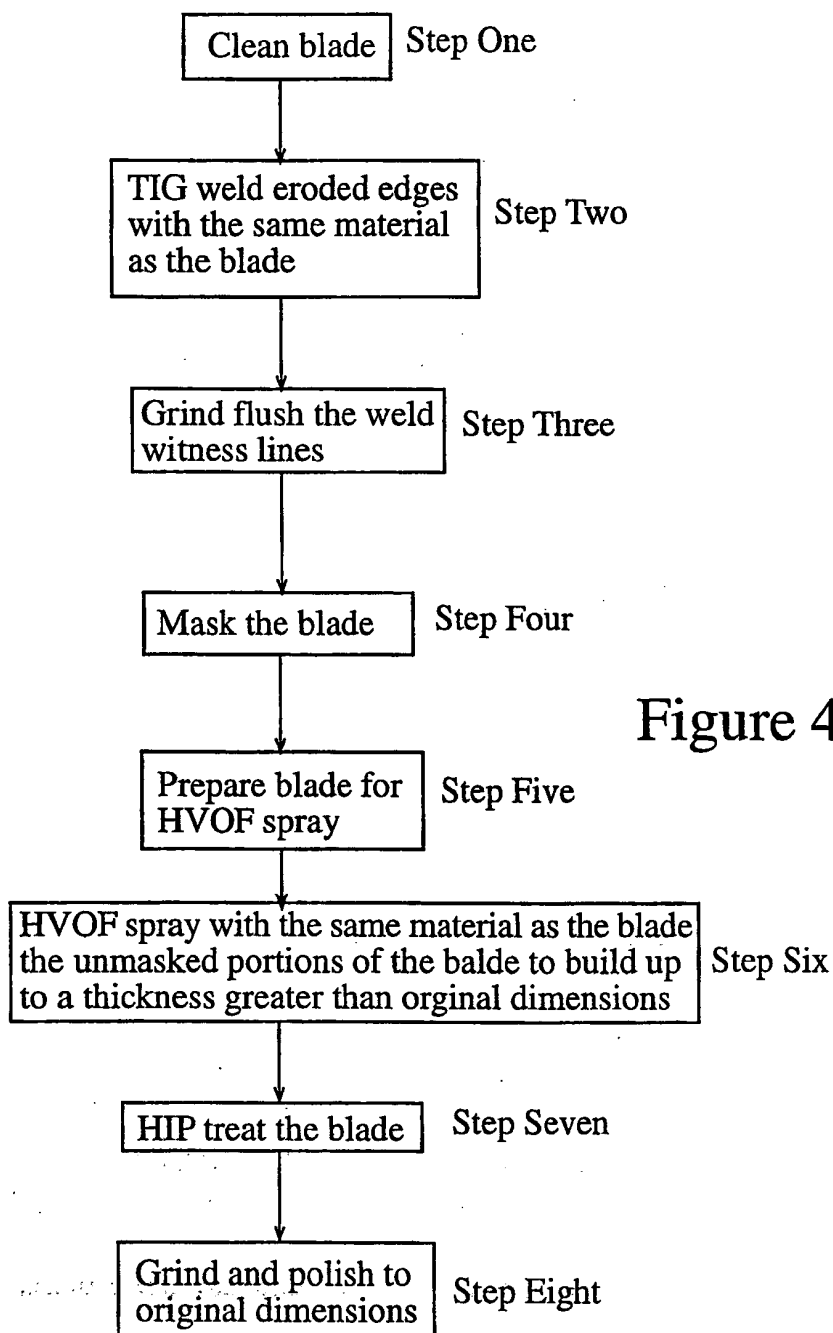 Clean blade Step One
TIG weld eroded edges
with the same material
as the blade
Step Two
Grind flush the weld
witness lines
Step Three
Mask the blade Step Four
Figure 4
Prepare blade for
HVOF spray
Step Five
HVOF spray with the same material as the blade
the unmasked portions of the balde to build up
to a thickness greater than orginal dimensions
Step Six
HIP treat the blade Step Seven
Grind and polish to
original dimensions
Step Eight